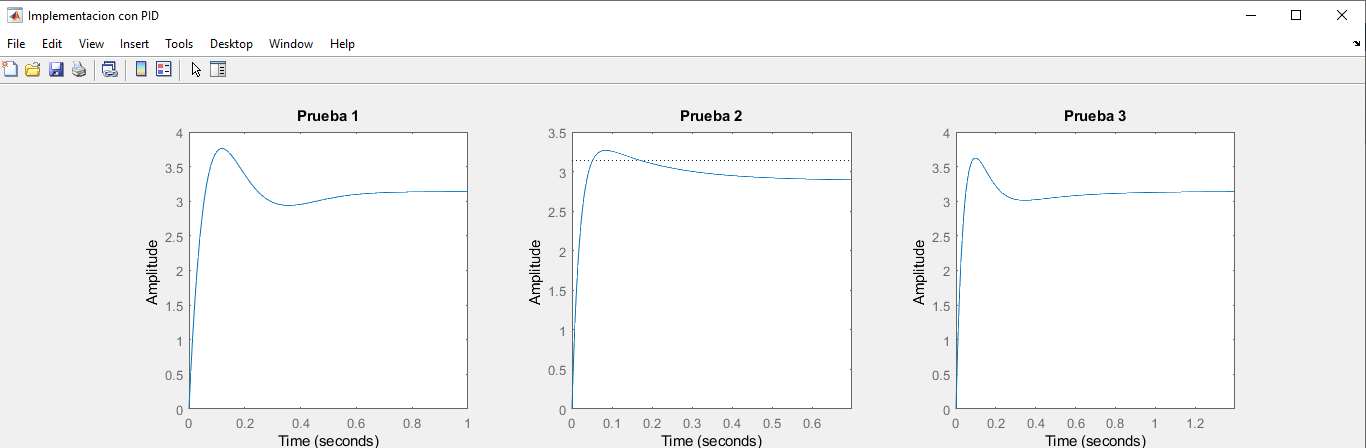 Implementacion con PID
File Edit View Insert Tools Desktop Window Help
Prueba 1
4
3.5
3
2.5
2
1.5
1
0.5
0
Amplitude
0 0.2 0.4 0.6 0.8 1
Time (seconds)
Prueba 2
3.5
3
2.5
2
1.5
1
0.5
0
Amplitude
0 0.1 0.2 0.3 0.4 0.5 0.6
Time (seconds)
Prueba 3
4
3.5
3
2.5
2
1.5
1
0.5
0
Amplitude
0 0.2 0.4 0.6 0.8 1 1.2
Time (seconds)